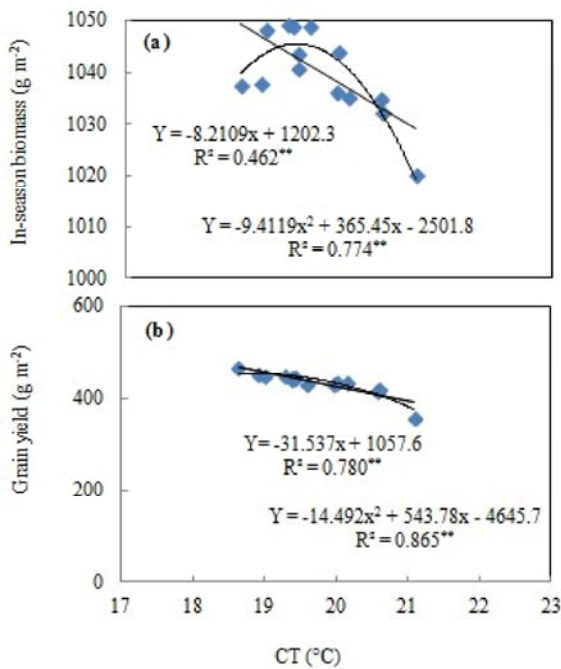 In-season biomass (g m⁻²)
1050
1040
1030
1020
1010
1000
(a)
Y = -8.2109x + 1202.3
R² = 0.462**
Y = -9.4119x² + 365.45x - 2501.8
R² = 0.774**
Grain yield (g m⁻²)
600
400
200
0
(b)
Y = -31.537x + 1057.6
R² = 0.780**
Y = -14.492x² + 543.78x - 4645.7
R² = 0.865**
17 18 19 20 21 22 23
CT (°C)